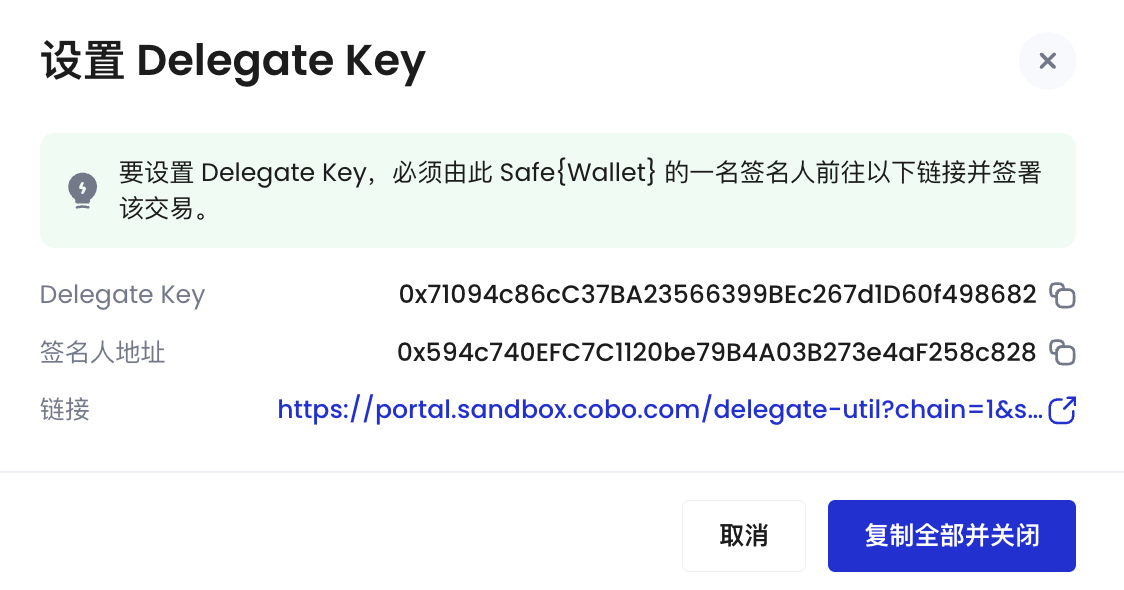 设置 Delegate Key
要设置 Delegate Key，必须由此 Safe{Wallet} 的一名签名人前往以下链接并签署
该交易。
Delegate Key 0x71094c86cC37BA23566399BEc267d1D60f498682
签名人地址 0x594c740EFC7C1120be79B4A03B273e4aF258c828
链接 https://portal.sandbox.cobo.com/delegate-util?chain=1&s...
取消 复制全部并关闭